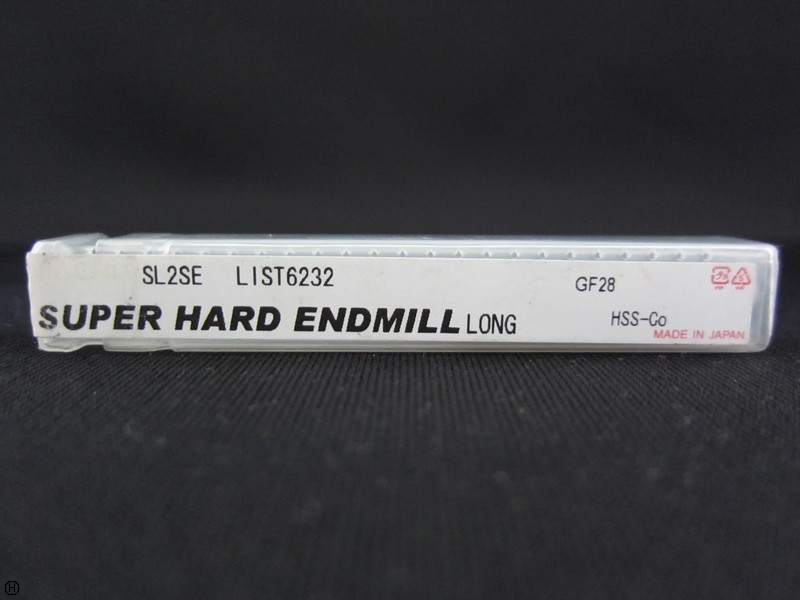 SL2SE LIST6232 GF28
SUPER HARD ENDMILL LONG HSS-Co
MADE IN JAPAN
H